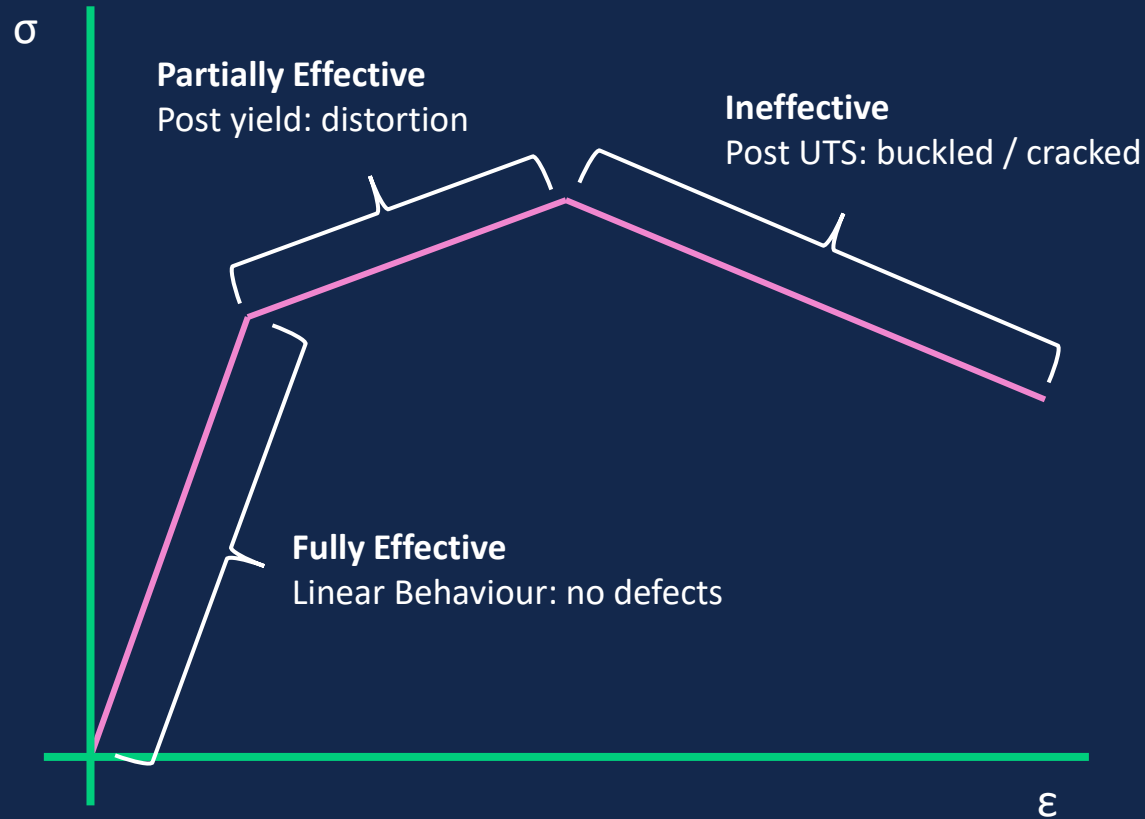 σ
Partially Effective
Post yield: distortion
Ineffective
Post UTS: buckled / cracked
Fully Effective
Linear Behaviour: no defects
ε